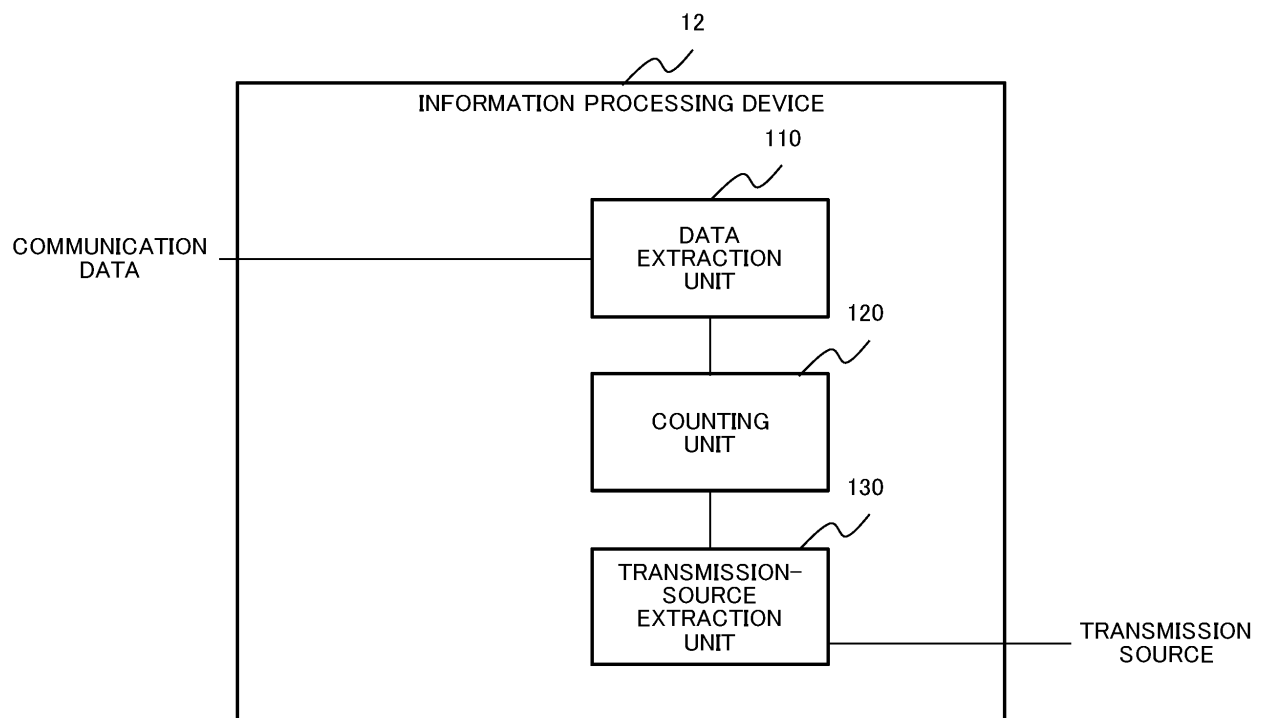 12
INFORMATION PROCESSING DEVICE
110
DATA
EXTRACTION
UNIT
COMMUNICATION
DATA
120
COUNTING
UNIT
130
TRANSMISSION-
SOURCE
EXTRACTION
UNIT
TRANSMISSION
SOURCE